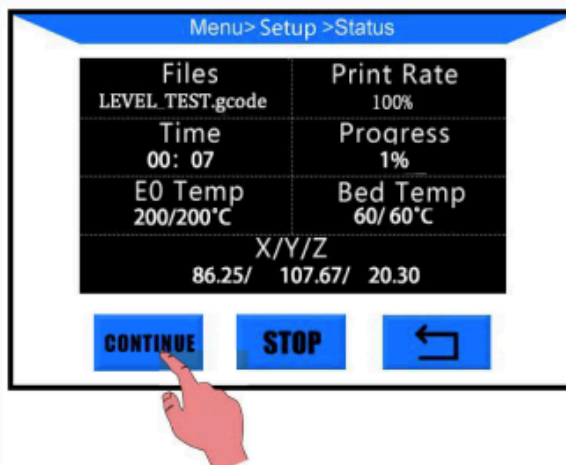 Menu> Setup >Status
Files
LEVEL_TEST.gcode
Print Rate
100%
Time
00: 07
Progress
1%
E0 Temp
200/200°C
Bed Temp
60/ 60°C
X/Y/Z
86.25/ 107.67/ 20.30
CONTINUE
STOP